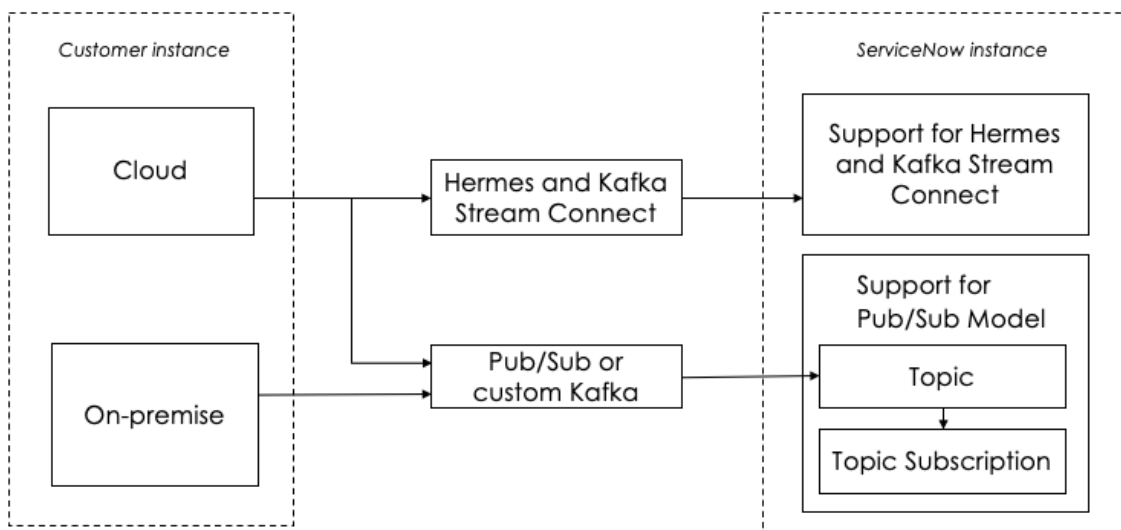 Customer instance
ServiceNow instance
Cloud
Hermes and Kafka
Stream Connect
Support for Hermes
and Kafka Stream
Connect
On-premise
Pub/Sub or
custom Kafka
Support for
Pub/Sub Model
Topic
Topic Subscription